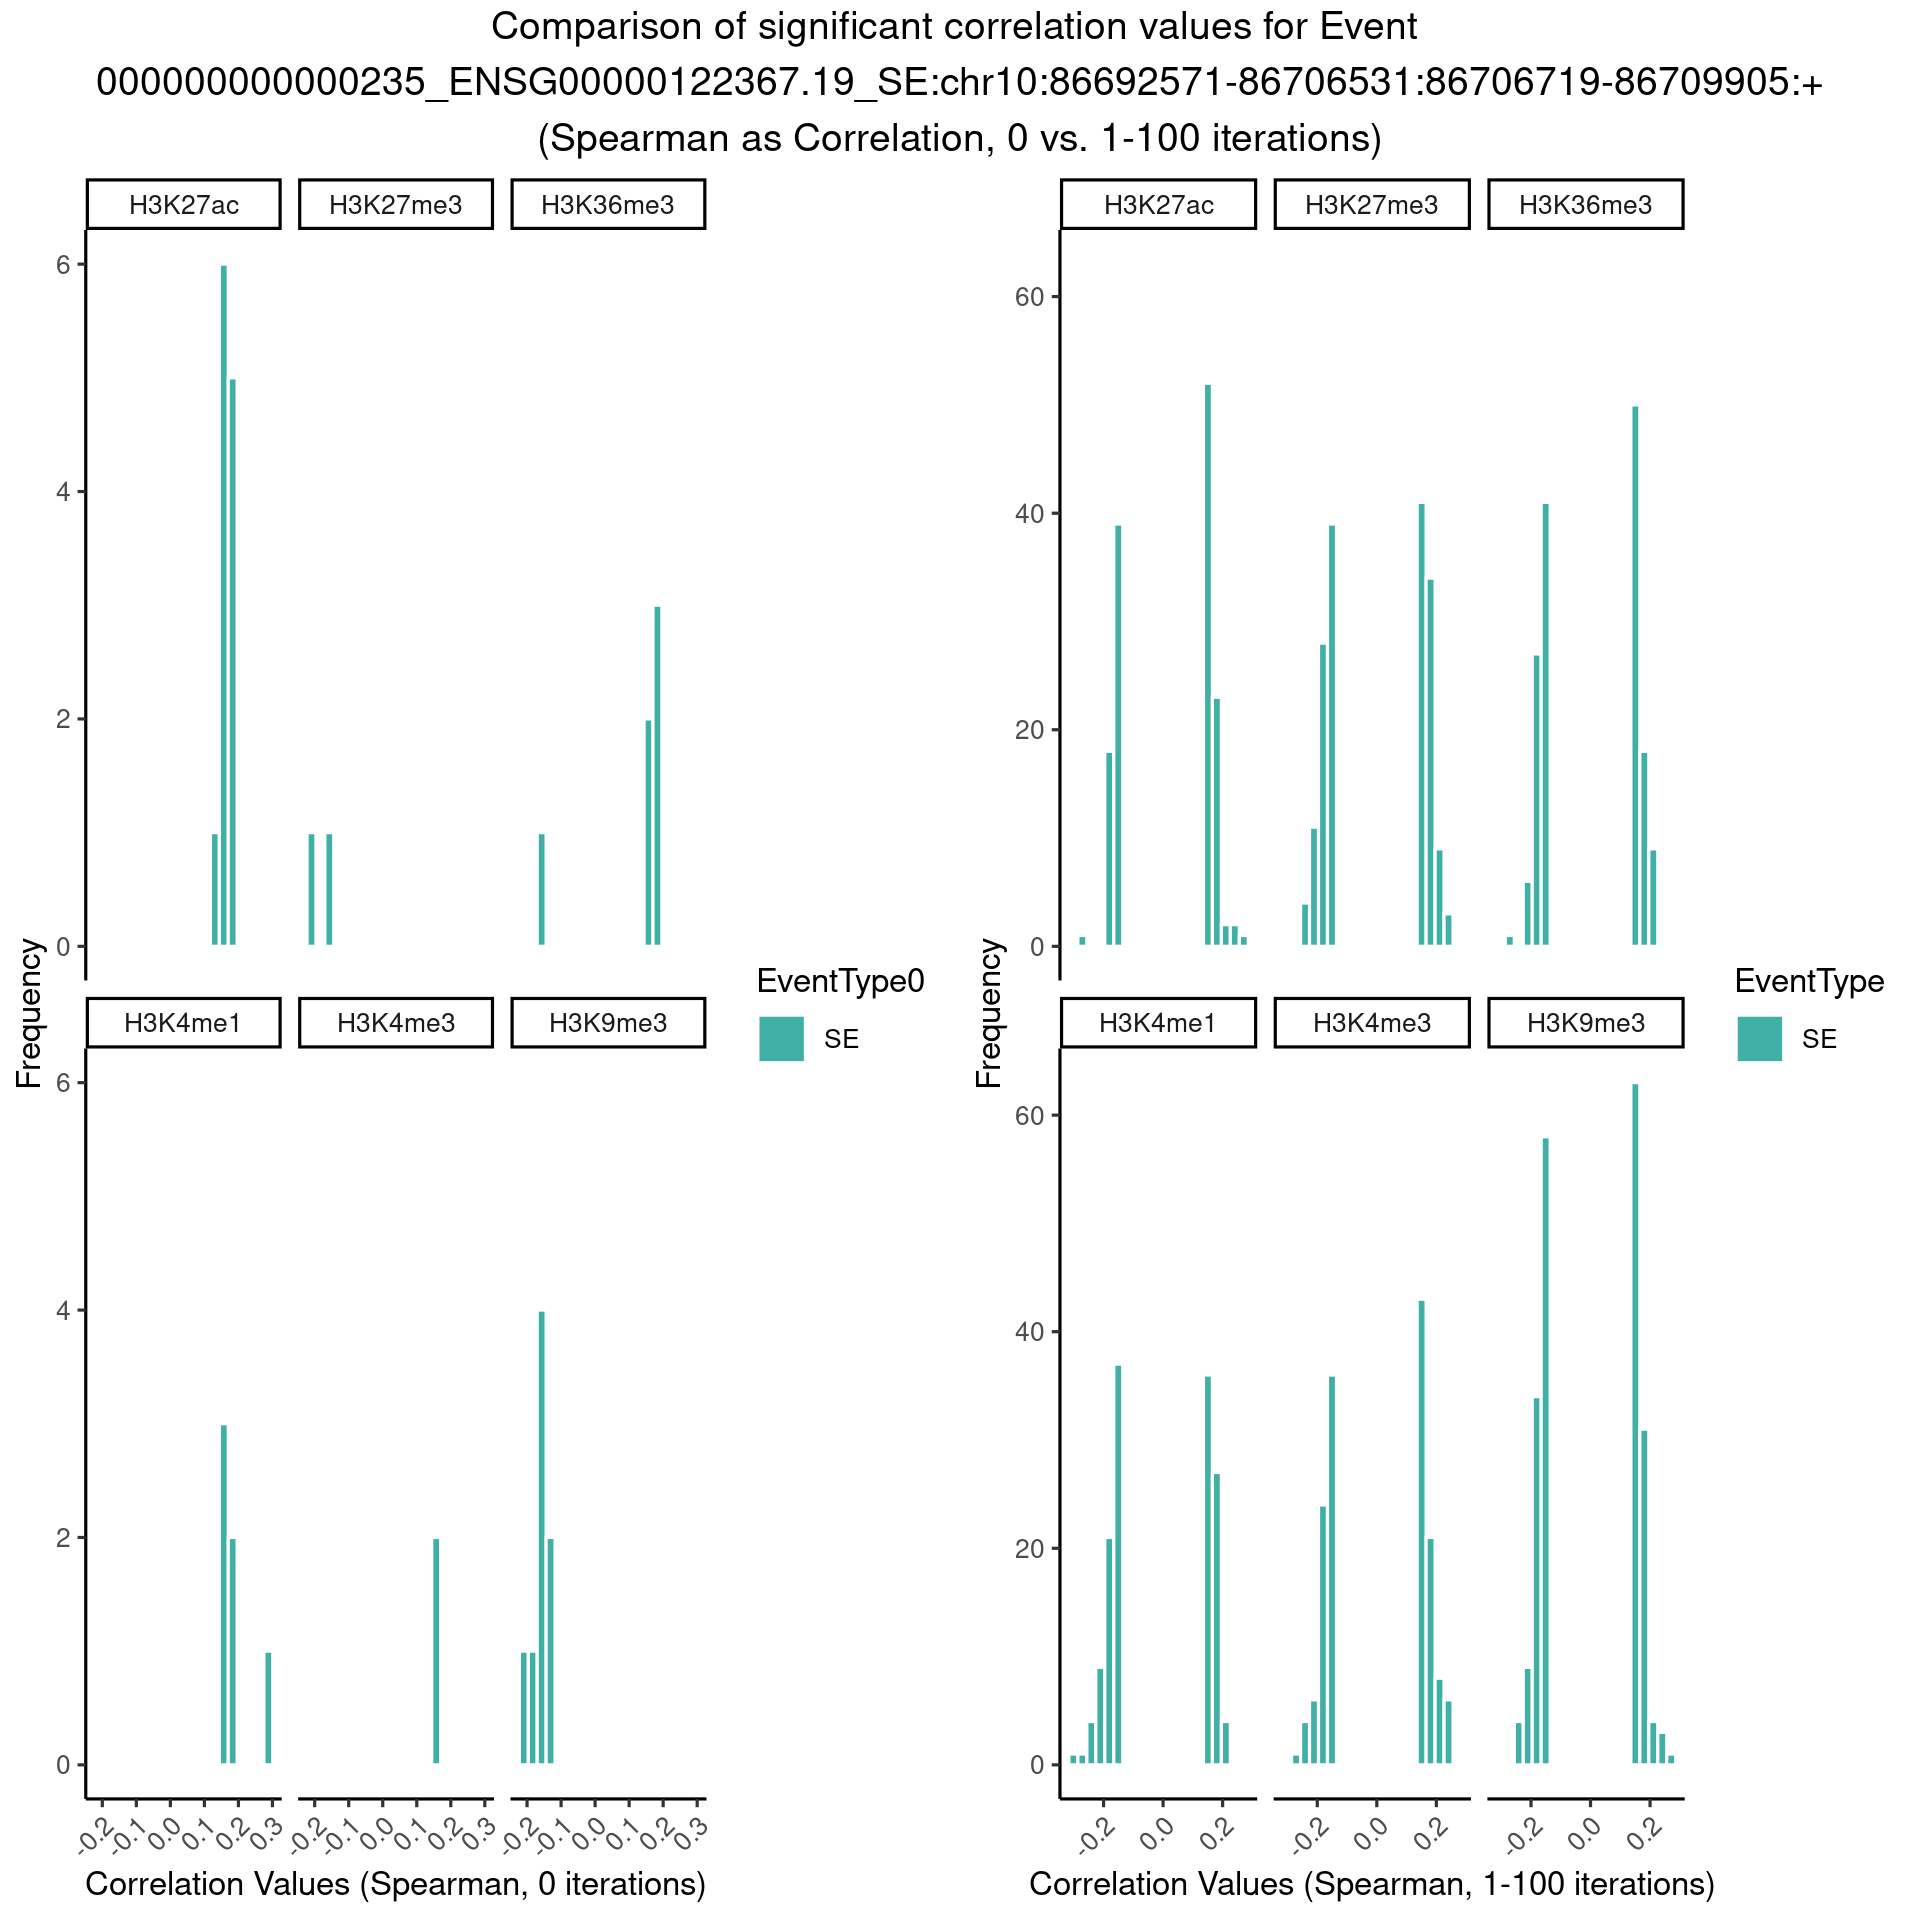 Comparison of significant correlation values for Event
000000000000235_ENSG00000122367.19_SE:chr10:86692571-86706531:86706719-86709905:+
(Spearman as Correlation, 0 vs. 1-100 iterations)
H3K27ac H3K27me3 H3K36me3
6
4
2
0
H3K4me1 H3K4me3 H3K9me3
6
4
2
0
Frequency
-0.2 -0.1 0.0 0.1 0.2 0.3 -0.2 -0.1 0.0 0.1 0.2 0.3 -0.2 -0.1 0.0 0.1 0.2 0.3
Correlation Values (Spearman, 0 iterations)
EventType0
SE
H3K27ac H3K27me3 H3K36me3
60
40
20
0
H3K4me1 H3K4me3 H3K9me3
60
40
20
0
Frequency
-0.2 0.0 0.2 -0.2 0.0 0.2 -0.2 0.0 0.2
Correlation Values (Spearman, 1-100 iterations)
EventType
SE